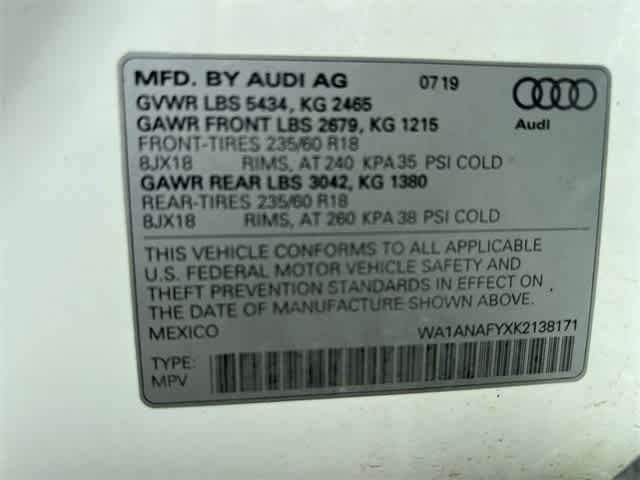 MFD. BY AUDI AG 07 19
GVWR LBS 5434, KG 2465
GAWR FRONT LBS 2679, KG 1215
Audi
FRONT-TIRES 235/60 R18
8JX18 RIMS, AT 240 KPA 35 PSI COLD
GAWR REAR LBS 3042, KG 1380
REAR-TIRES 235/60 R18
8JX18 RIMS, AT 260 KPA 38 PSI COLD
THIS VEHICLE CONFORMS TO ALL APPLICABLE
U.S. FEDERAL MOTOR VEHICLE SAFETY AND
THEFT PREVENTION STANDARDS IN EFFECT ON
THE DATE OF MANUFACTURE SHOWN ABOVE.
MEXICO WA1ANAFYXK2138171
TYPE:
MPV